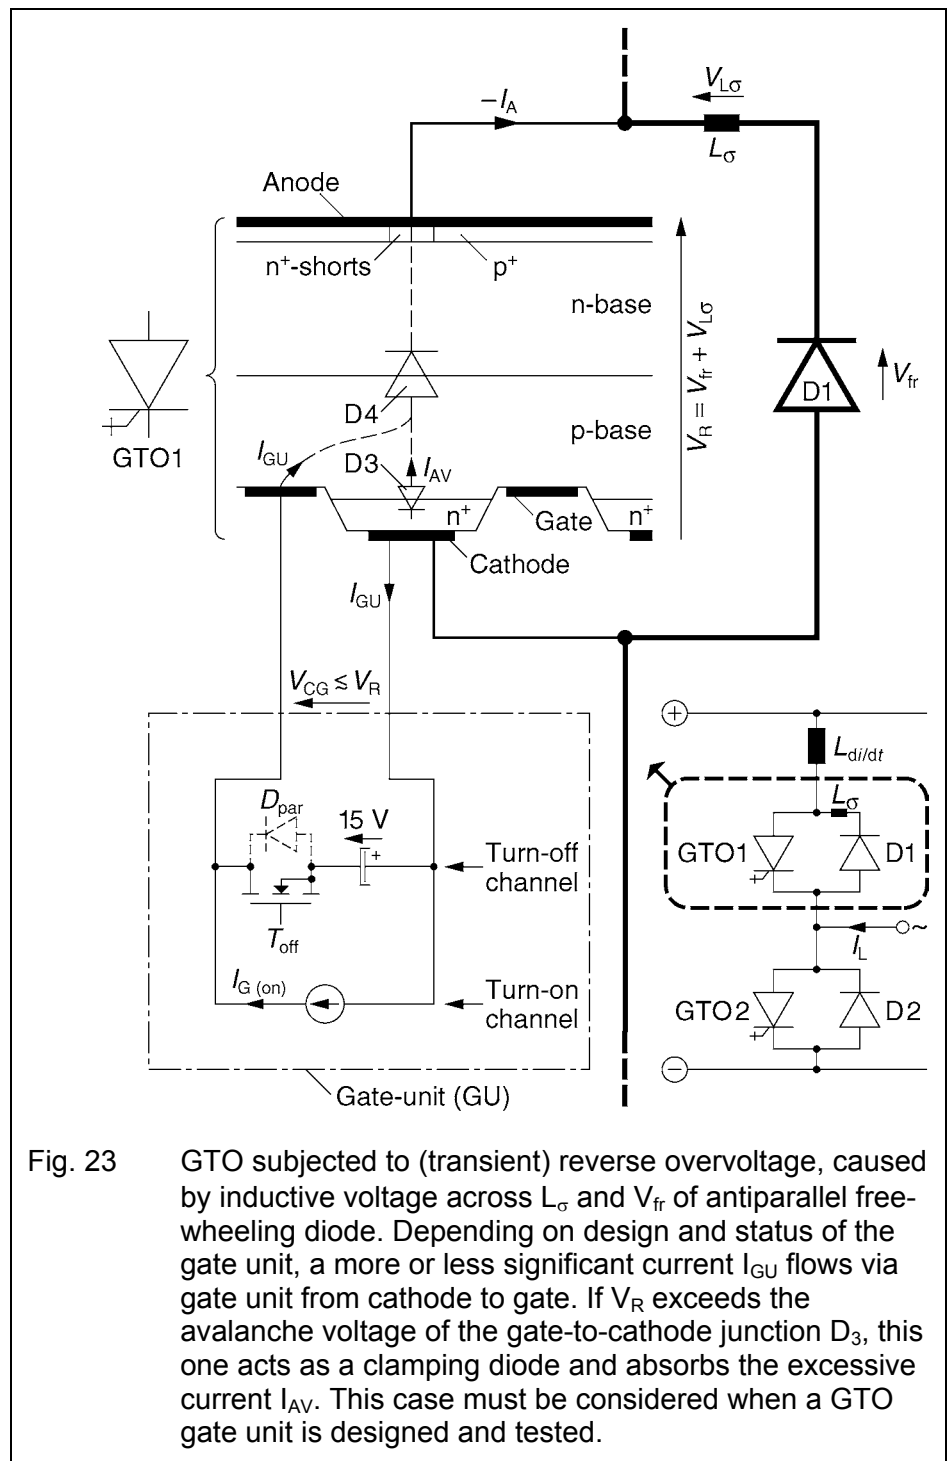 V_Lσ
−I_A
L_σ
Anode
n⁺-shorts
p⁺
n-base
V_R = V_fr + V_Lσ
D1
V_fr
D4
p-base
GTO1
I_GU
D3
I_AV
n⁺
Gate
n⁺
Cathode
I_GU
V_CG ≲ V_R
+
L_di/dt
D_par
15 V
+
Turn-off
channel
L_σ
GTO1
D1
T_off
I_L
~
I_G (on)
Turn-on
channel
GTO2
D2
−
Gate-unit (GU)
Fig. 23 GTO subjected to (transient) reverse overvoltage, caused
by inductive voltage across L_σ and V_fr of antiparallel free-
wheeling diode. Depending on design and status of the
gate unit, a more or less significant current I_GU flows via
gate unit from cathode to gate. If V_R exceeds the
avalanche voltage of the gate-to-cathode junction D₃, this
one acts as a clamping diode and absorbs the excessive
current I_AV. This case must be considered when a GTO
gate unit is designed and tested.